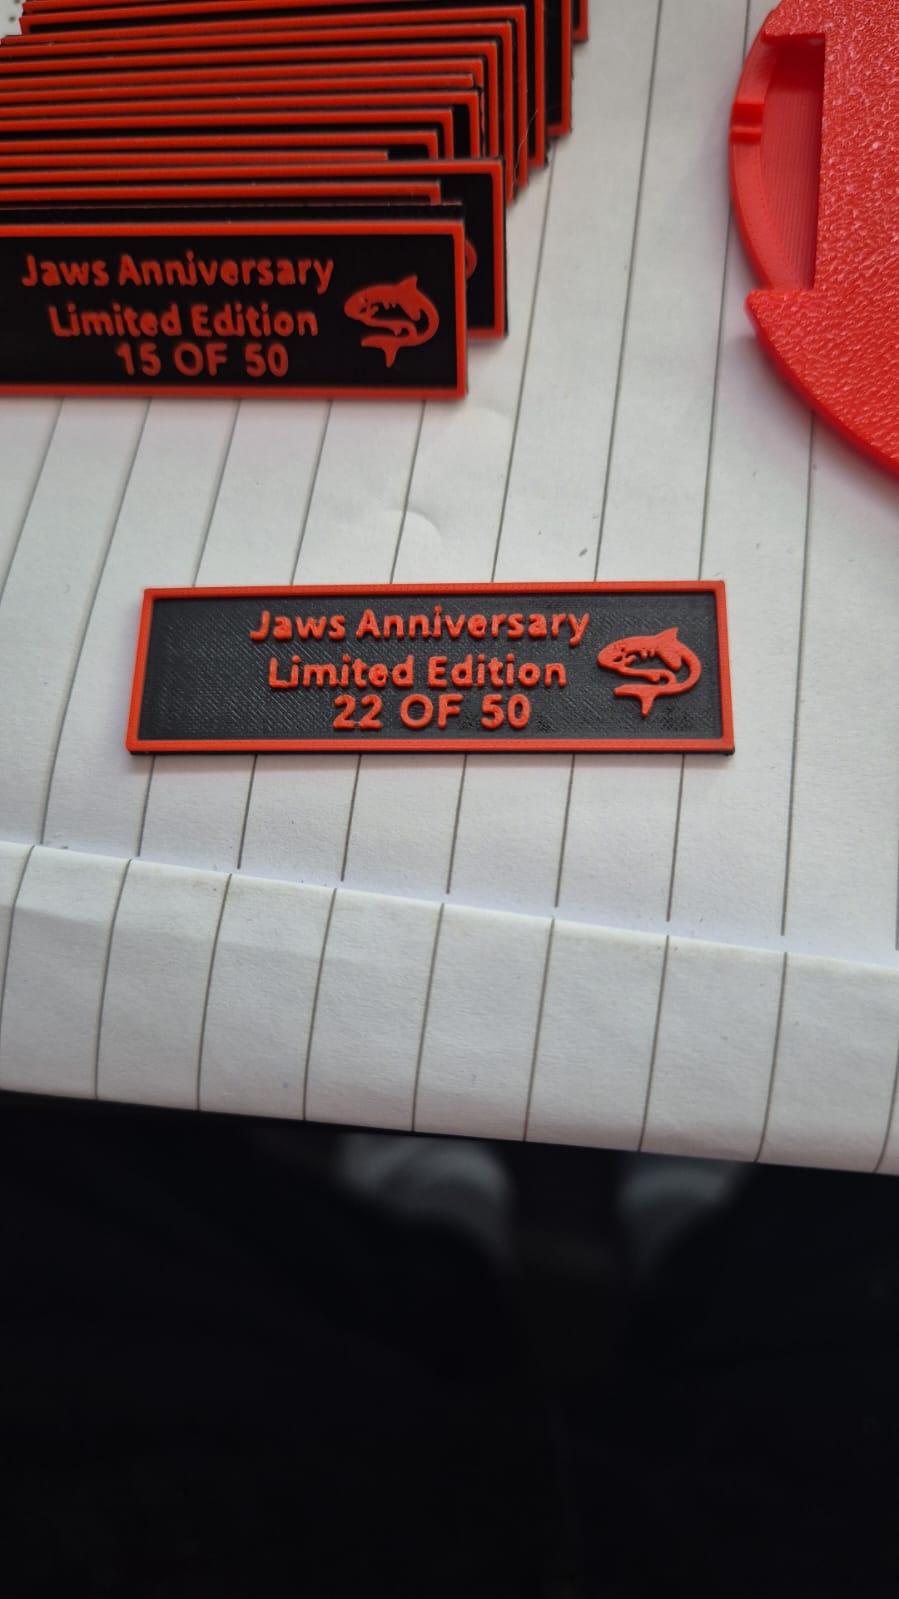 Jaws Anniversary
Limited Edition
15 OF 50
Jaws Anniversary
Limited Edition
22 OF 50